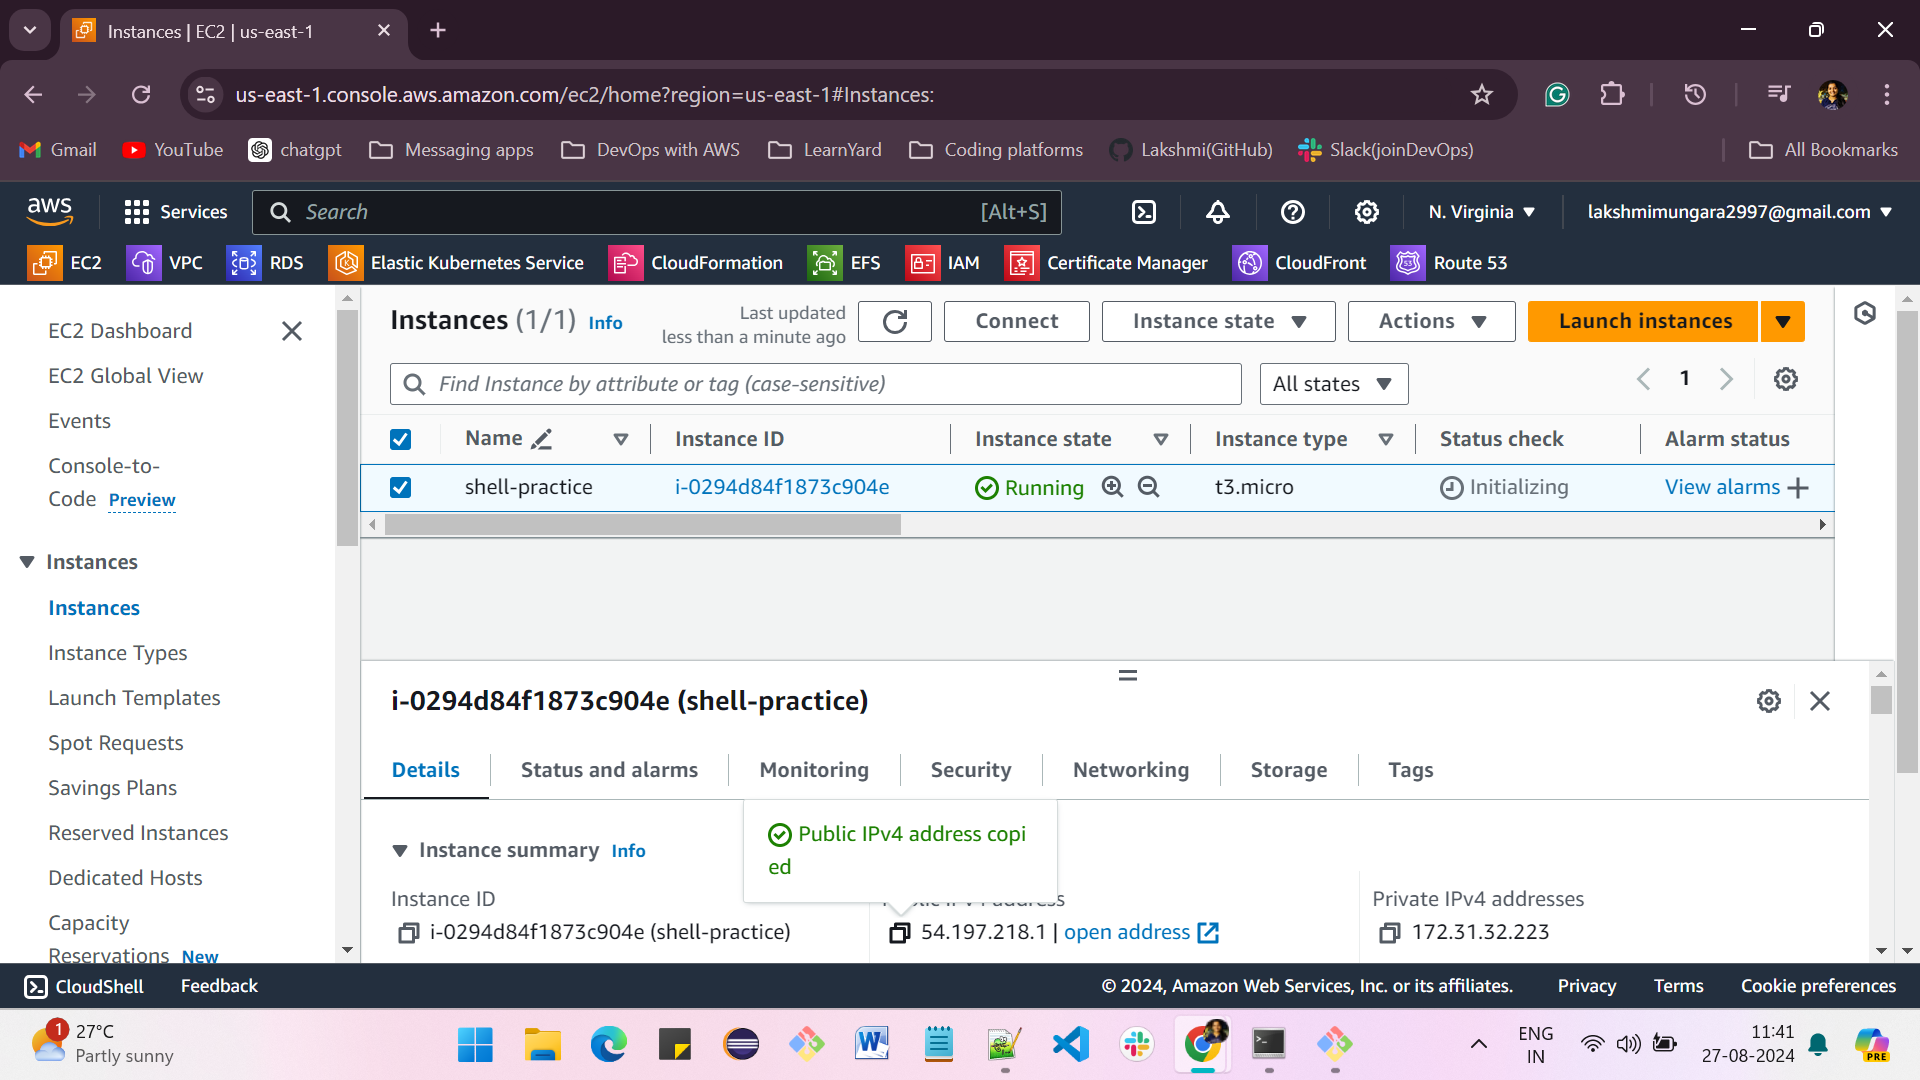 Instances | EC2 | us-east-1
us-east-1.console.aws.amazon.com/ec2/home?region=us-east-1#Instances:
Gmail YouTube chatgpt Messaging apps DevOps with AWS LearnYard Coding platforms Lakshmi(GitHub) Slack(joinDevOps) All Bookmarks
aws Services Search [Alt+S] N. Virginia lakshmimungara2997@gmail.com
EC2 VPC RDS Elastic Kubernetes Service CloudFormation EFS IAM Certificate Manager CloudFront Route 53
EC2 Dashboard
EC2 Global View
Events
Console-to-
Code Preview
Instances
Instances
Instance Types
Launch Templates
Spot Requests
Savings Plans
Reserved Instances
Dedicated Hosts
Capacity
Reservations New
Instances (1/1) Info
Last updated
less than a minute ago
Connect Instance state Actions Launch instances
Find Instance by attribute or tag (case-sensitive) All states 1
Name Instance ID Instance state Instance type Status check Alarm status
shell-practice i-0294d84f1873c904e Running t3.micro Initializing View alarms
i-0294d84f1873c904e (shell-practice)
Details Status and alarms Monitoring Security Networking Storage Tags
Public IPv4 address copi
ed
Instance summary Info
Instance ID
i-0294d84f1873c904e (shell-practice)
address
54.197.218.1 | open address
Private IPv4 addresses
172.31.32.223
CloudShell Feedback © 2024, Amazon Web Services, Inc. or its affiliates. Privacy Terms Cookie preferences
1
27°C
Partly sunny
ENG
IN
11:41
27-08-2024
PRE